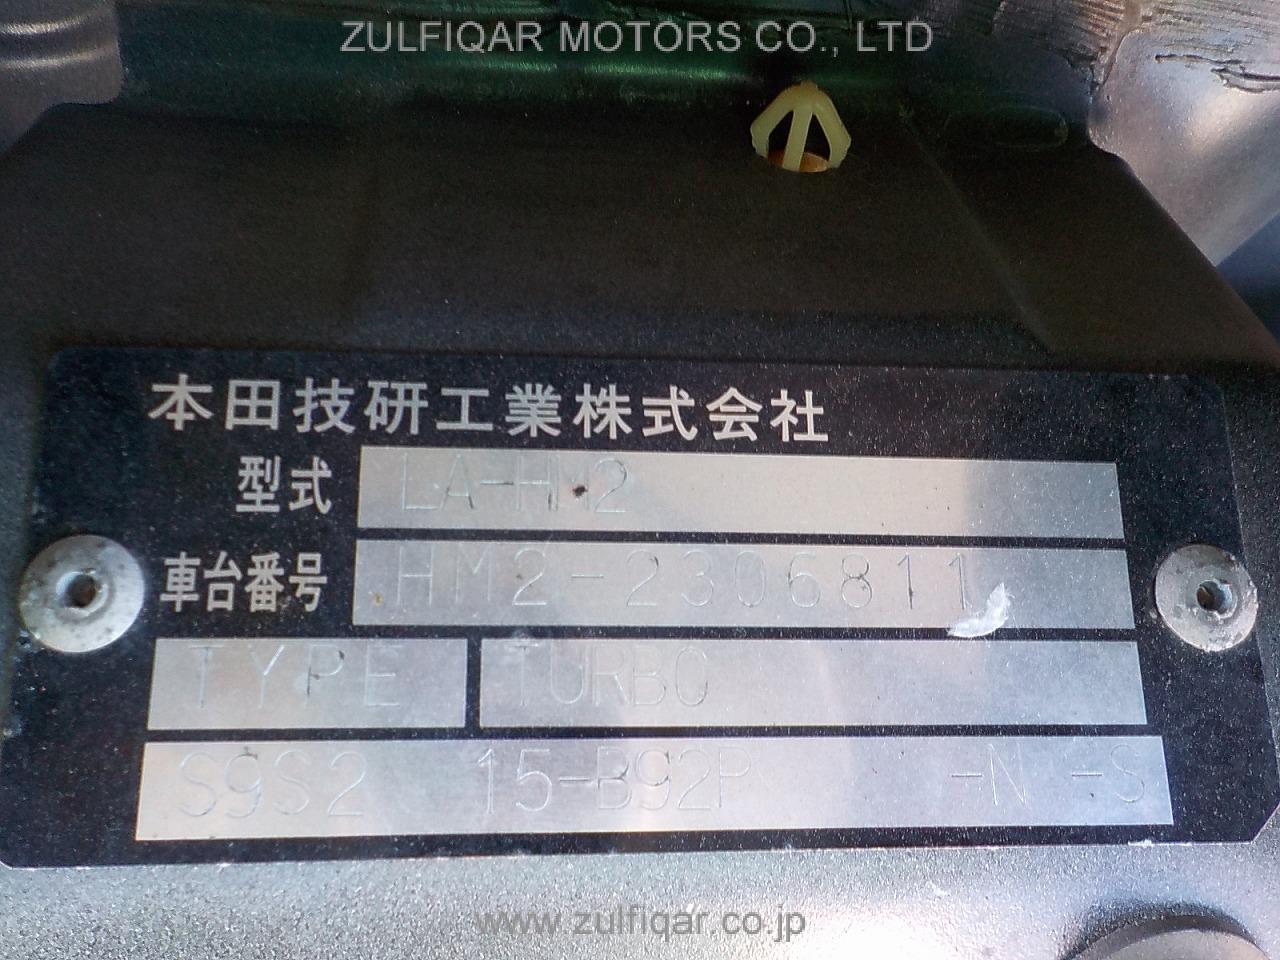 ZULFIQAR MOTORS CO., LTD
本田技研工業株式会社
型式 LA-HM2
車台番号 HM2-2306811
TYPE TURBO
S9S2 15-B92P -N -S
www.zulfiqar.co.jp